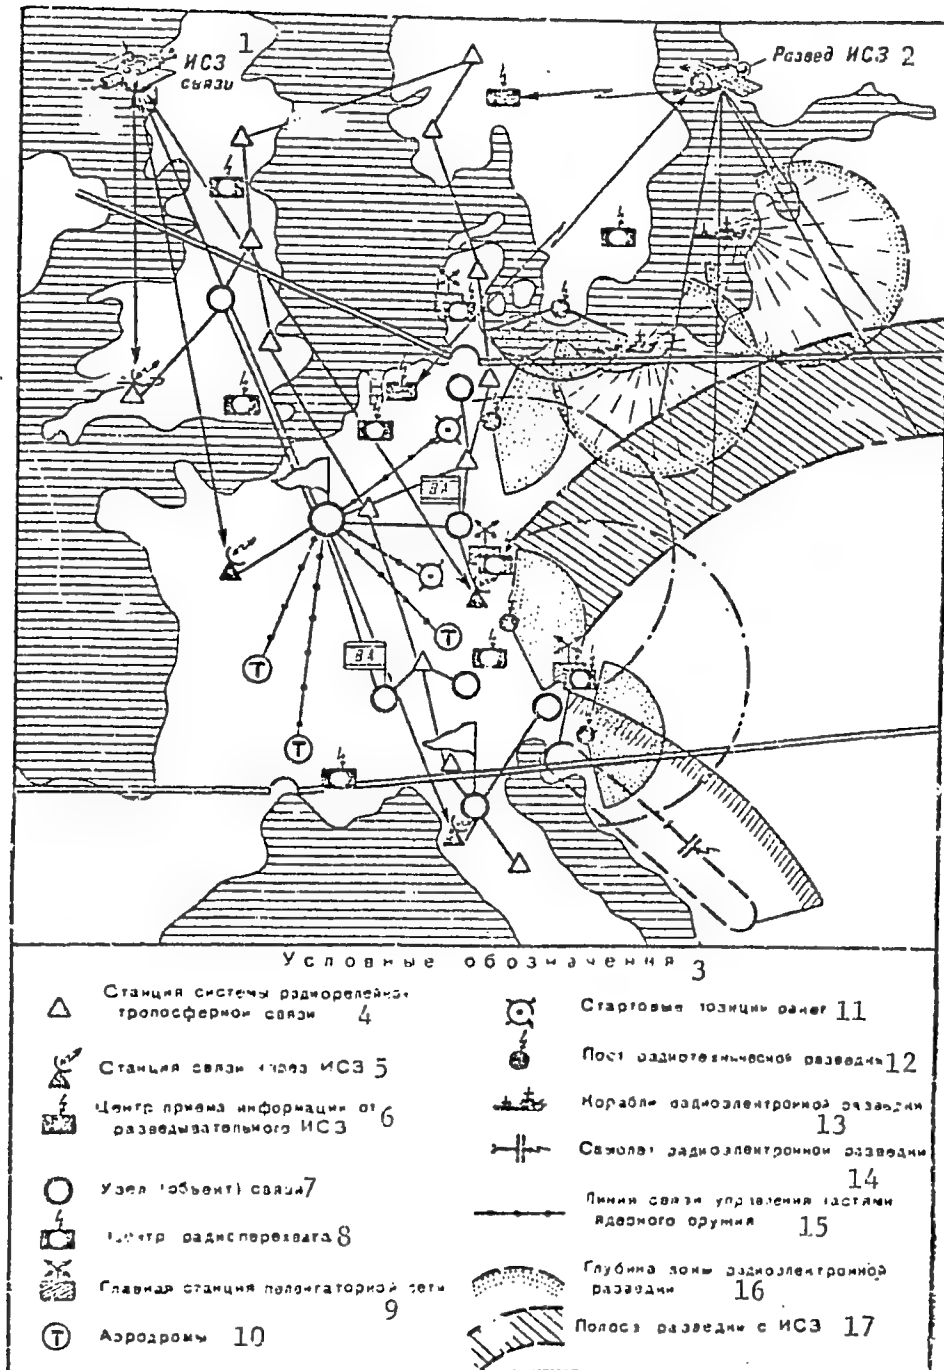 1
ИСЗ
связи
Развед ИСЗ 2
ВА
ВА
Т
Т
Т
Условные обозначения 3
Станция системы радиорелейной
тропосферной связи 4
Станция связи через ИСЗ 5
Центр приема информации от
разведывательного ИСЗ 6
Узел (объект) связи 7
Центр радиоперехвата 8
Главная станция пеленгаторной сети
9
Т Аэродромы 10
Стартовые позиции ракет 11
Пост радиотехнической разведки 12
Корабли радиоэлектронной разведки
13
Самолет радиоэлектронной разведки
14
Линия связи управления частями
ядерного оружия 15
Глубина зоны радиоэлектронной
разведки 16
Полоса разведки с ИСЗ 17